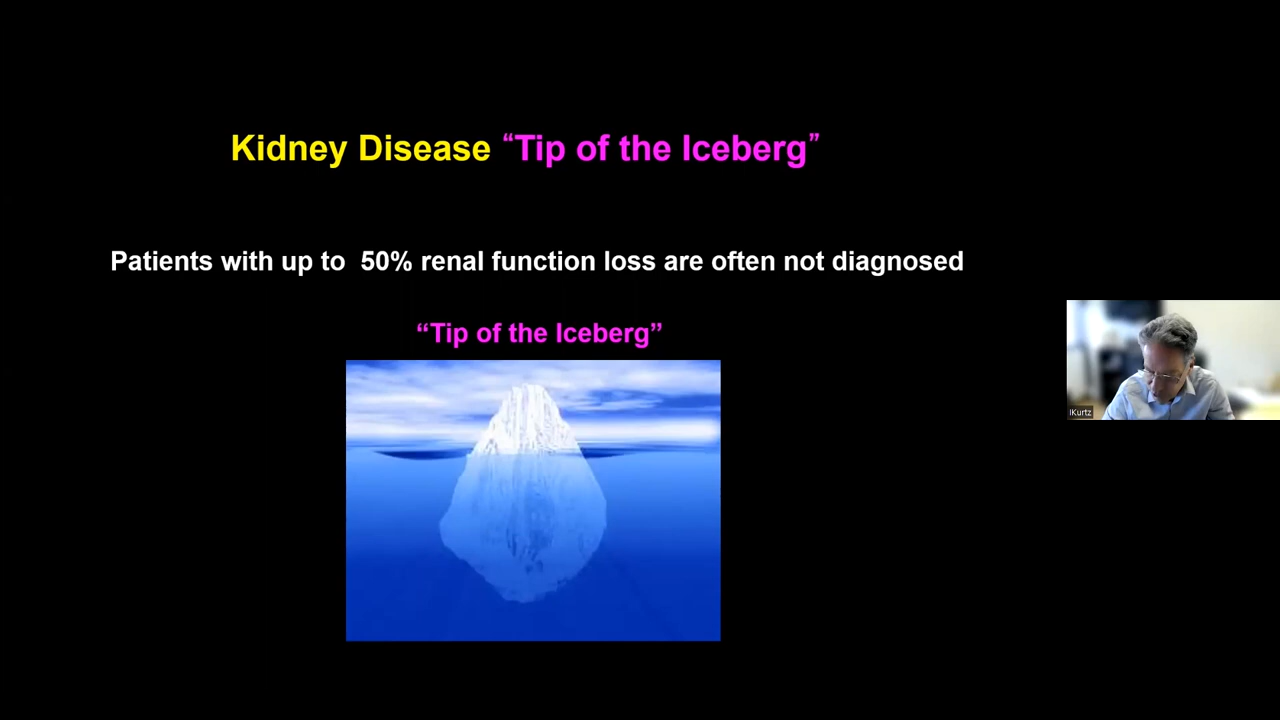 Kidney Disease “Tip of the Iceberg”
Patients with up to  50% renal function loss are often not diagnosed
“Tip of the Iceberg”
IKurtz